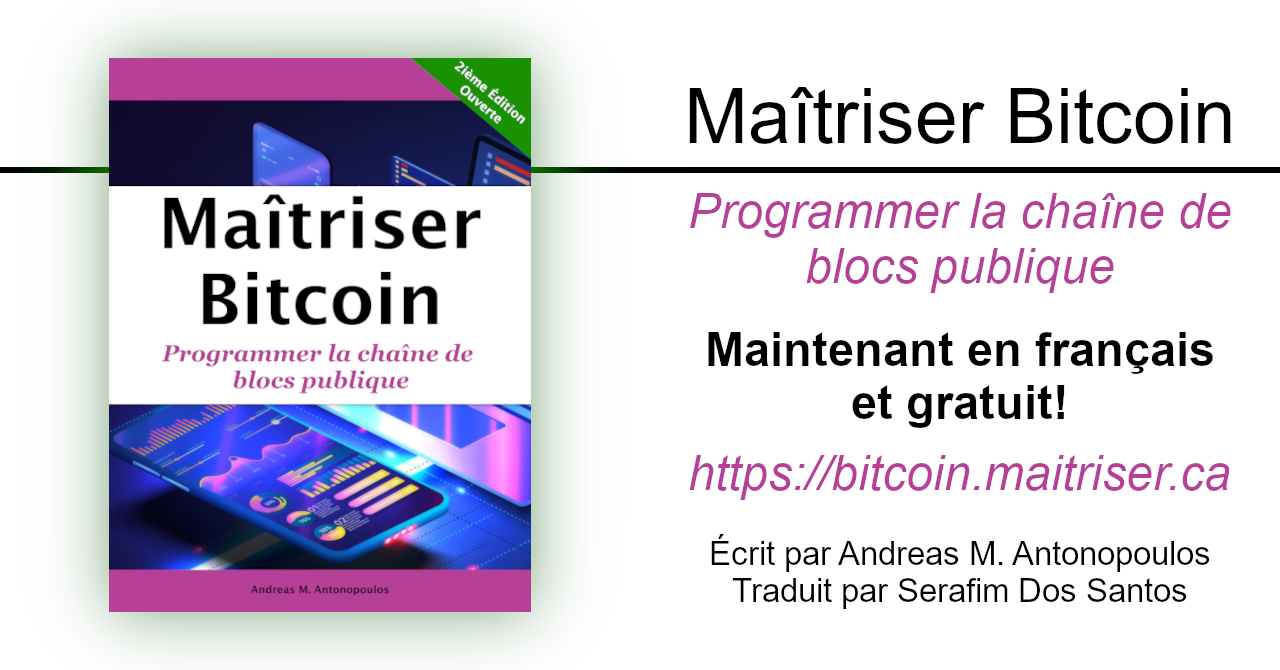 2ième Édition
Ouverte
Maîtriser
Bitcoin
Programmer la chaîne de
blocs publique
01
02
Andreas M. Antonopoulos
Maîtriser Bitcoin
Programmer la chaîne de
blocs publique
Maintenant en français
et gratuit!
https://bitcoin.maitriser.ca
Écrit par Andreas M. Antonopoulos
Traduit par Serafim Dos Santos